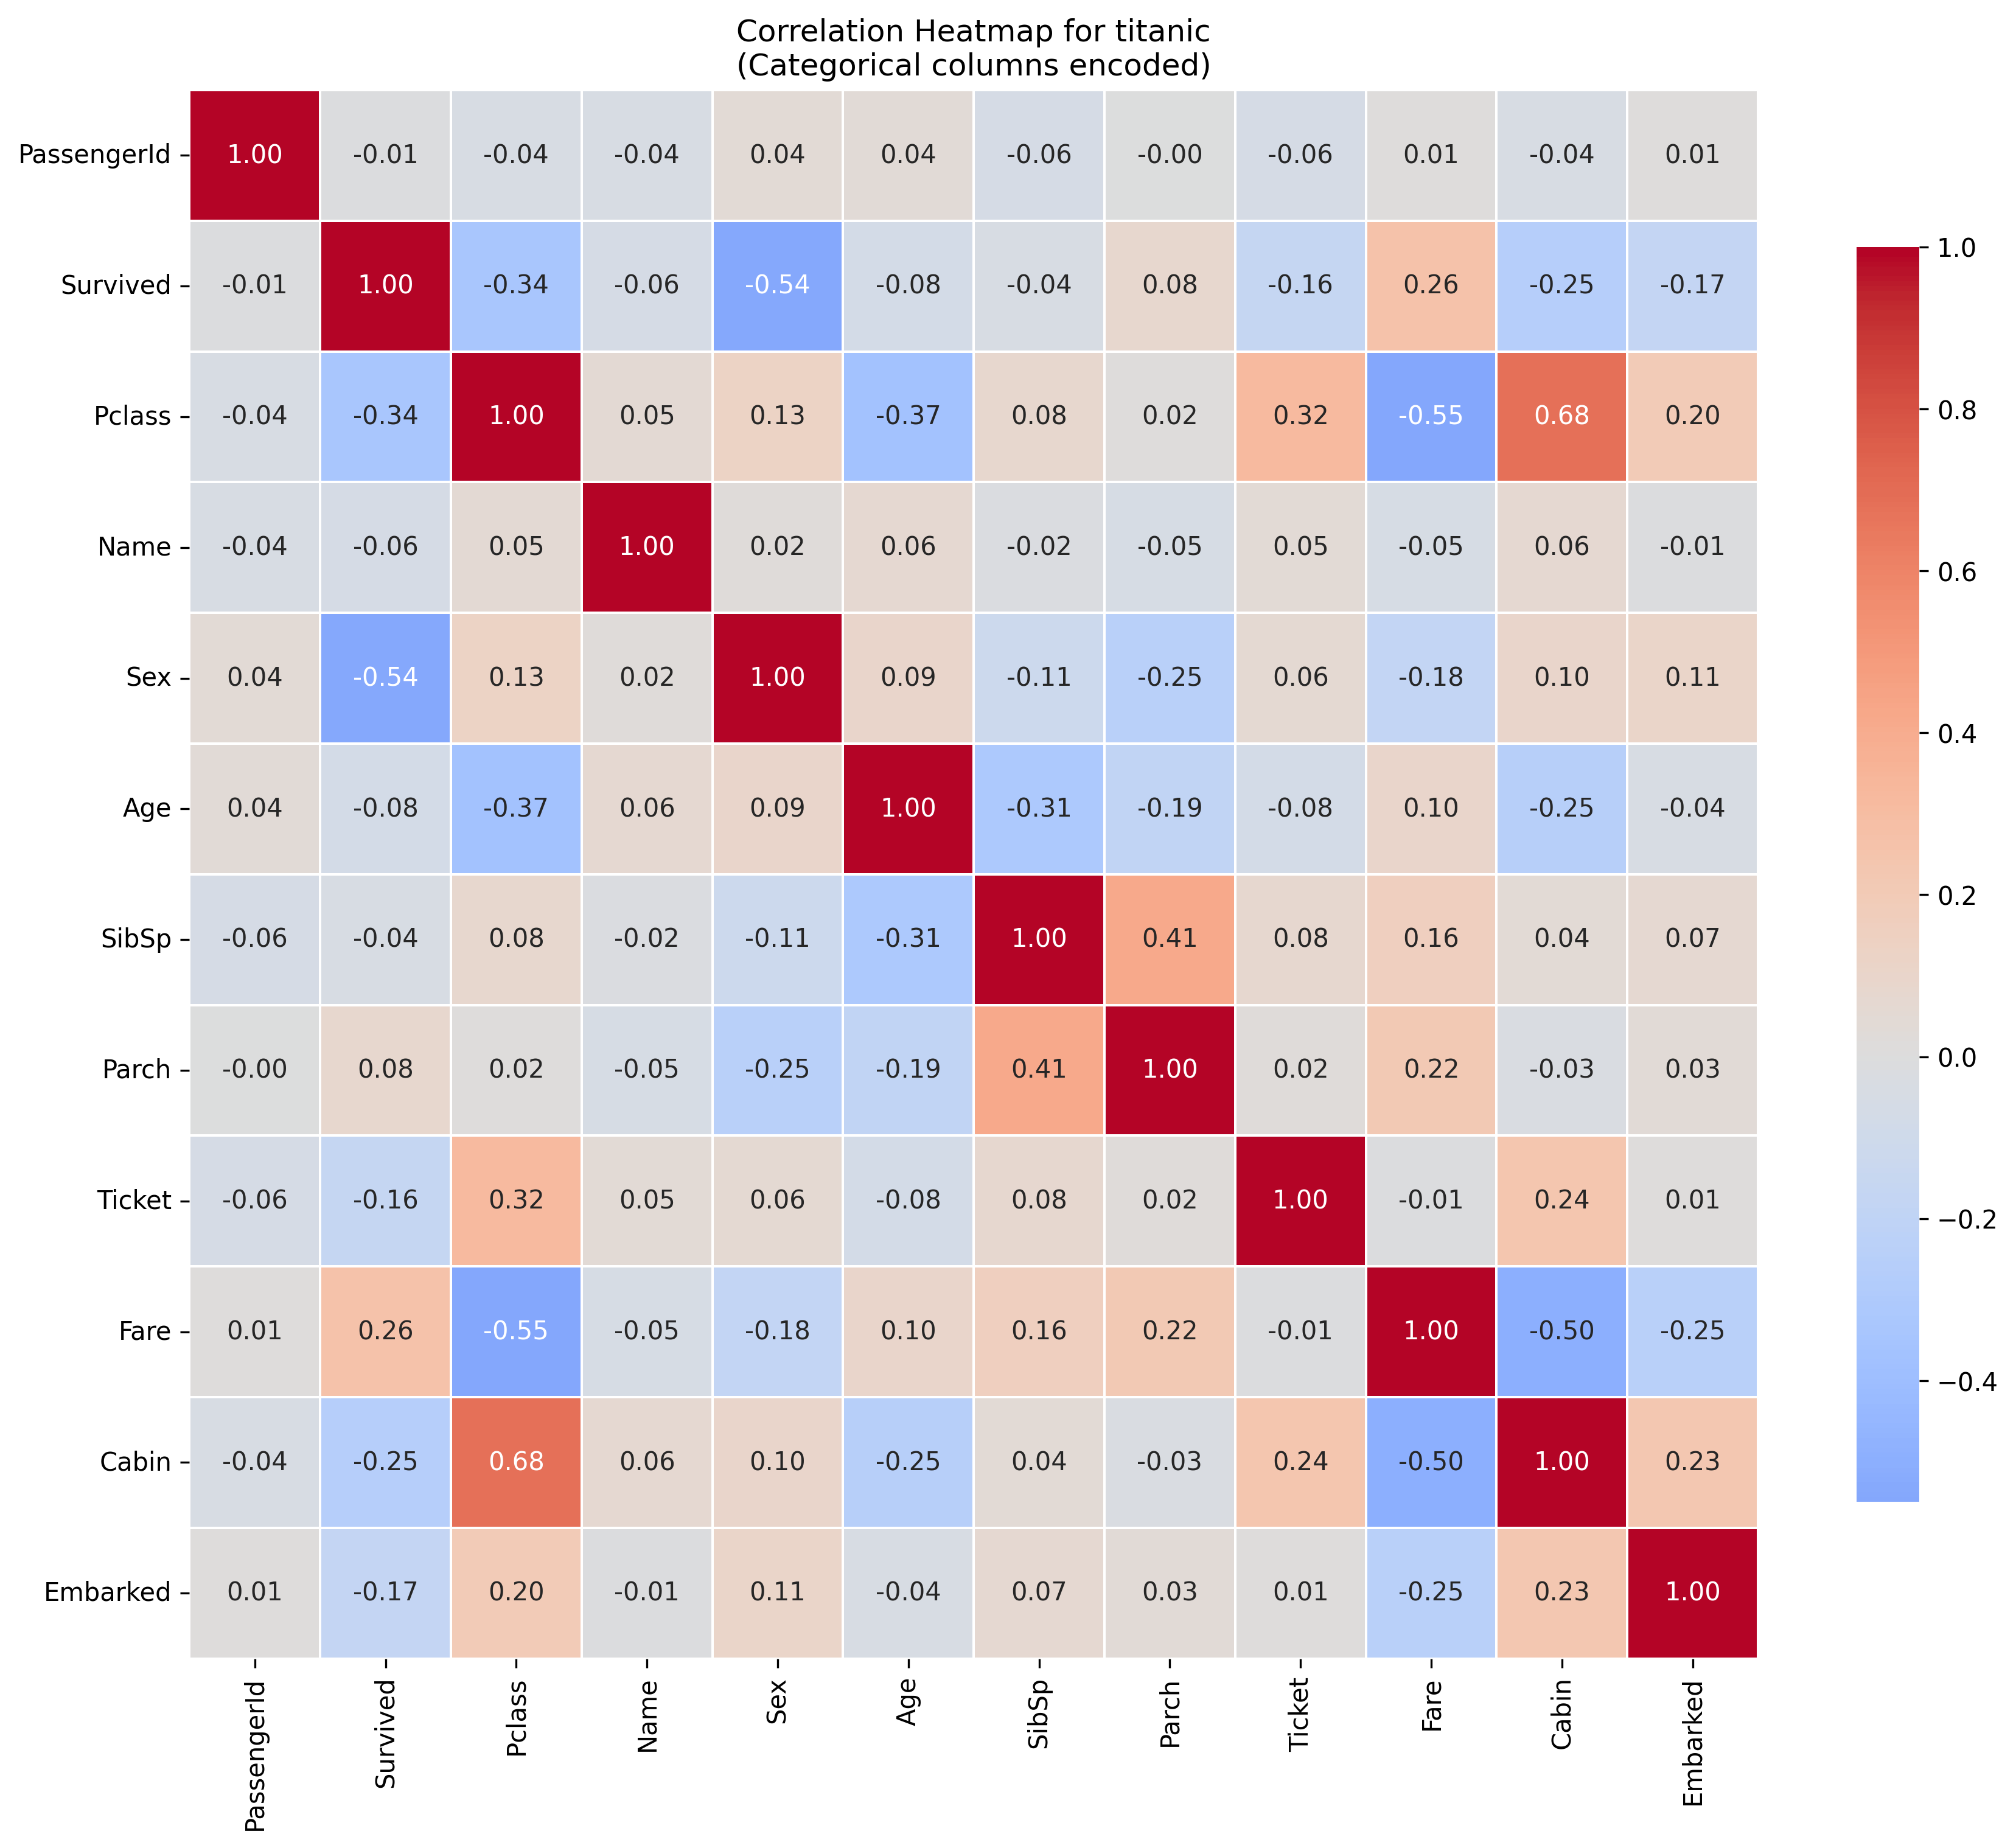 Correlation Heatmap for titanic
(Categorical columns encoded)
PassengerId 1.00 -0.01 -0.04 -0.04 0.04 0.04 -0.06 -0.00 -0.06 0.01 -0.04 0.01
Survived -0.01 1.00 -0.34 -0.06 -0.54 -0.08 -0.04 0.08 -0.16 0.26 -0.25 -0.17
Pclass -0.04 -0.34 1.00 0.05 0.13 -0.37 0.08 0.02 0.32 -0.55 0.68 0.20
Name -0.04 -0.06 0.05 1.00 0.02 0.06 -0.02 -0.05 0.05 -0.05 0.06 -0.01
Sex 0.04 -0.54 0.13 0.02 1.00 0.09 -0.11 -0.25 0.06 -0.18 0.10 0.11
Age 0.04 -0.08 -0.37 0.06 0.09 1.00 -0.31 -0.19 -0.08 0.10 -0.25 -0.04
SibSp -0.06 -0.04 0.08 -0.02 -0.11 -0.31 1.00 0.41 0.08 0.16 0.04 0.07
Parch -0.00 0.08 0.02 -0.05 -0.25 -0.19 0.41 1.00 0.02 0.22 -0.03 0.03
Ticket -0.06 -0.16 0.32 0.05 0.06 -0.08 0.08 0.02 1.00 -0.01 0.24 0.01
Fare 0.01 0.26 -0.55 -0.05 -0.18 0.10 0.16 0.22 -0.01 1.00 -0.50 -0.25
Cabin -0.04 -0.25 0.68 0.06 0.10 -0.25 0.04 -0.03 0.24 -0.50 1.00 0.23
Embarked 0.01 -0.17 0.20 -0.01 0.11 -0.04 0.07 0.03 0.01 -0.25 0.23 1.00
PassengerId Survived Pclass Name Sex Age SibSp Parch Ticket Fare Cabin Embarked
1.0
0.8
0.6
0.4
0.2
0.0
−0.2
−0.4